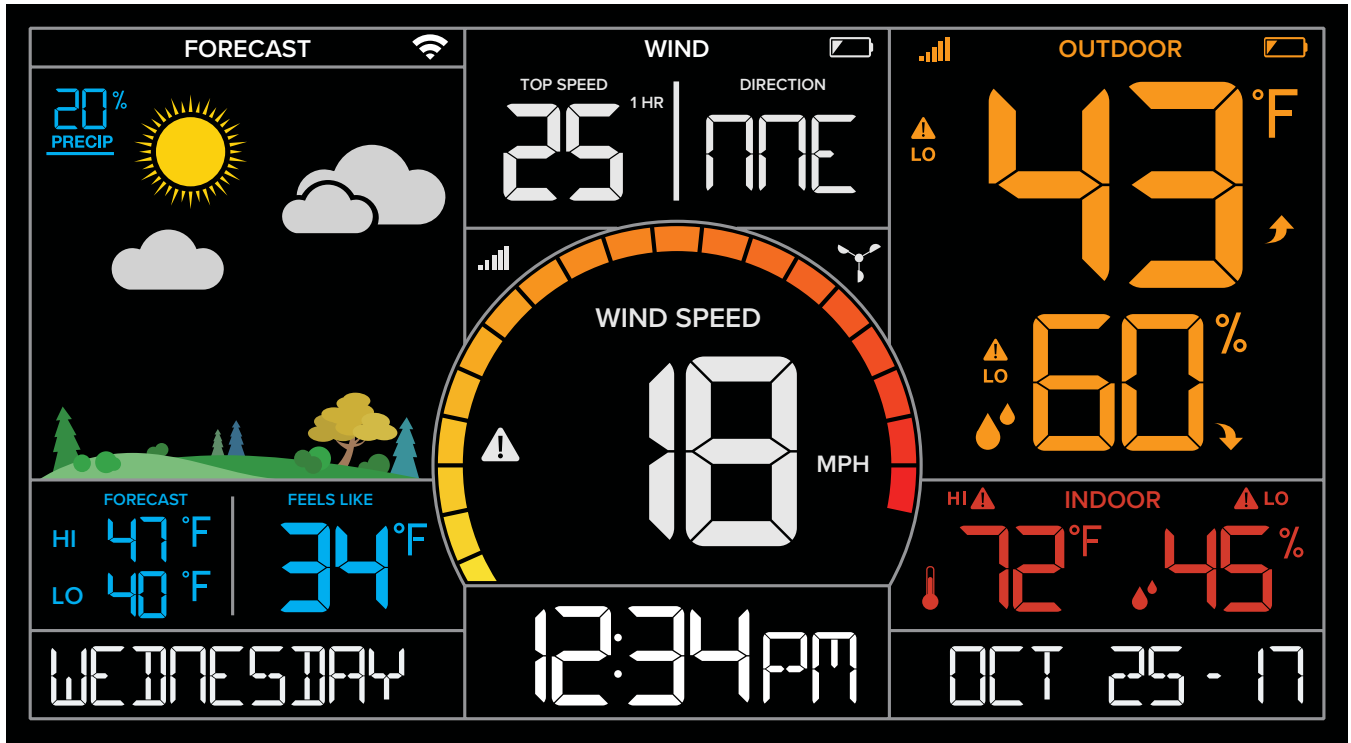 FORECAST
20%
PRECIP
WIND
TOP SPEED
25 1 HR
DIRECTION
NNE
OUTDOOR
LO
43°F
LO
60%
WIND SPEED
18
MPH
FORECAST
HI 47°F
LO 40°F
FEELS LIKE
34°F
HI INDOOR LO
72°F 45%
WEDNESDAY
12:34PM
OCT 25-17